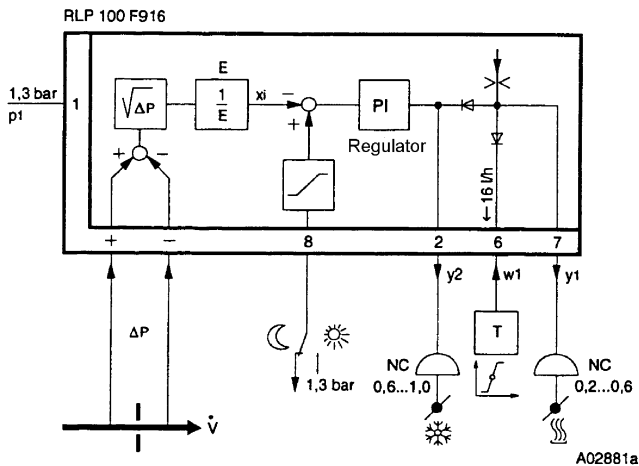 RLP 100 F916
1,3 bar
p1
1
√ΔP
E
1
E
xi
−
+
PI
Regulator
+
−
← 16 l/h
+
−
8
2
6
7
y2
w1
y1
ΔP
T
NC
0,6...1,0
NC
0,2...0,6
1,3 bar
V̇
A02881a